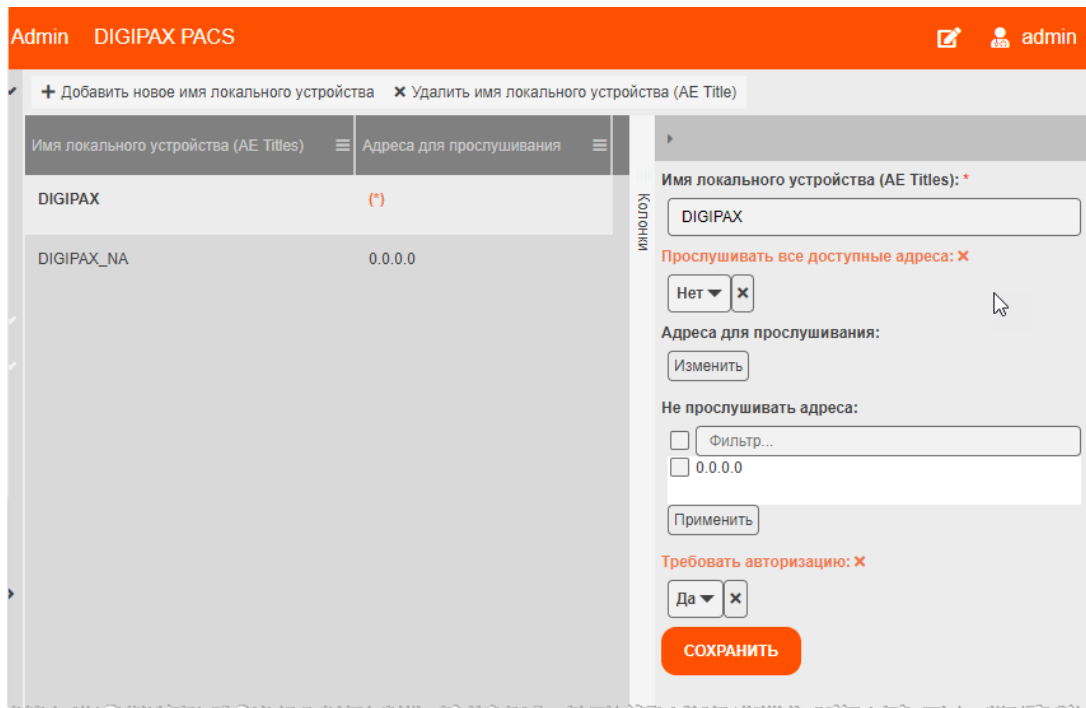 Admin DIGIPAX PACS admin
Добавить новое имя локального устройства Удалить имя локального устройства (AE Title)
Имя локального устройства (AE Titles) Адреса для прослушивания
DIGIPAX (*)
DIGIPAX_NA 0.0.0.0
Колонки
Имя локального устройства (AE Titles): *
DIGIPAX
Прослушивать все доступные адреса:
Нет
Адреса для прослушивания:
Изменить
Не прослушивать адреса:
Фильтр...
0.0.0.0
Применить
Требовать авторизацию:
Да
СОХРАНИТЬ